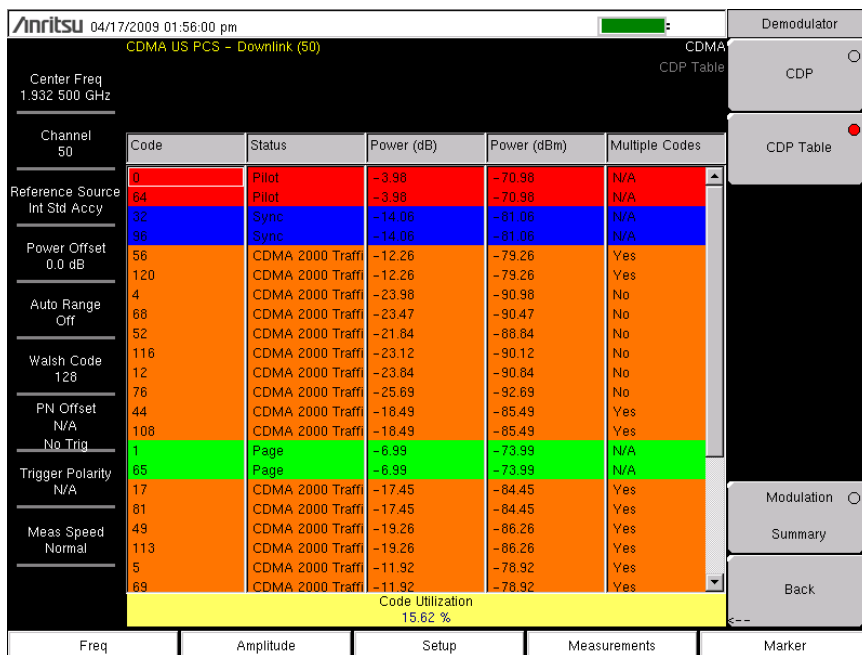 Anritsu 04/17/2009 01:56:00 pm
Demodulator
CDMA US PCS - Downlink (50)
CDMA
CDP Table
Center Freq
1.932 500 GHz
Channel
50
Reference Source
Int Std Accy
Power Offset
0.0 dB
Auto Range
Off
Walsh Code
128
PN Offset
N/A
No Trig
Trigger Polarity
N/A
Meas Speed
Normal
Code Status Power (dB) Power (dBm) Multiple Codes
0 Pilot -3.98 -70.98 N/A
64 Pilot -3.98 -70.98 N/A
32 Sync -14.06 -81.06 N/A
96 Sync -14.06 -81.06 N/A
56 CDMA 2000 Traffi -12.26 -79.26 Yes
120 CDMA 2000 Traffi -12.26 -79.26 Yes
4 CDMA 2000 Traffi -23.98 -90.98 No
68 CDMA 2000 Traffi -23.47 -90.47 No
52 CDMA 2000 Traffi -21.84 -88.84 No
116 CDMA 2000 Traffi -23.12 -90.12 No
12 CDMA 2000 Traffi -23.84 -90.84 No
76 CDMA 2000 Traffi -25.69 -92.69 No
44 CDMA 2000 Traffi -18.49 -85.49 Yes
108 CDMA 2000 Traffi -18.49 -85.49 Yes
1 Page -6.99 -73.99 N/A
65 Page -6.99 -73.99 N/A
17 CDMA 2000 Traffi -17.45 -84.45 Yes
81 CDMA 2000 Traffi -17.45 -84.45 Yes
49 CDMA 2000 Traffi -19.26 -86.26 Yes
113 CDMA 2000 Traffi -19.26 -86.26 Yes
5 CDMA 2000 Traffi -11.92 -78.92 Yes
69 CDMA 2000 Traffi -11.92 -78.92 Yes
Code Utilization
15.62 %
CDP
CDP Table
Modulation
Summary
Back
<--
Freq Amplitude Setup Measurements Marker